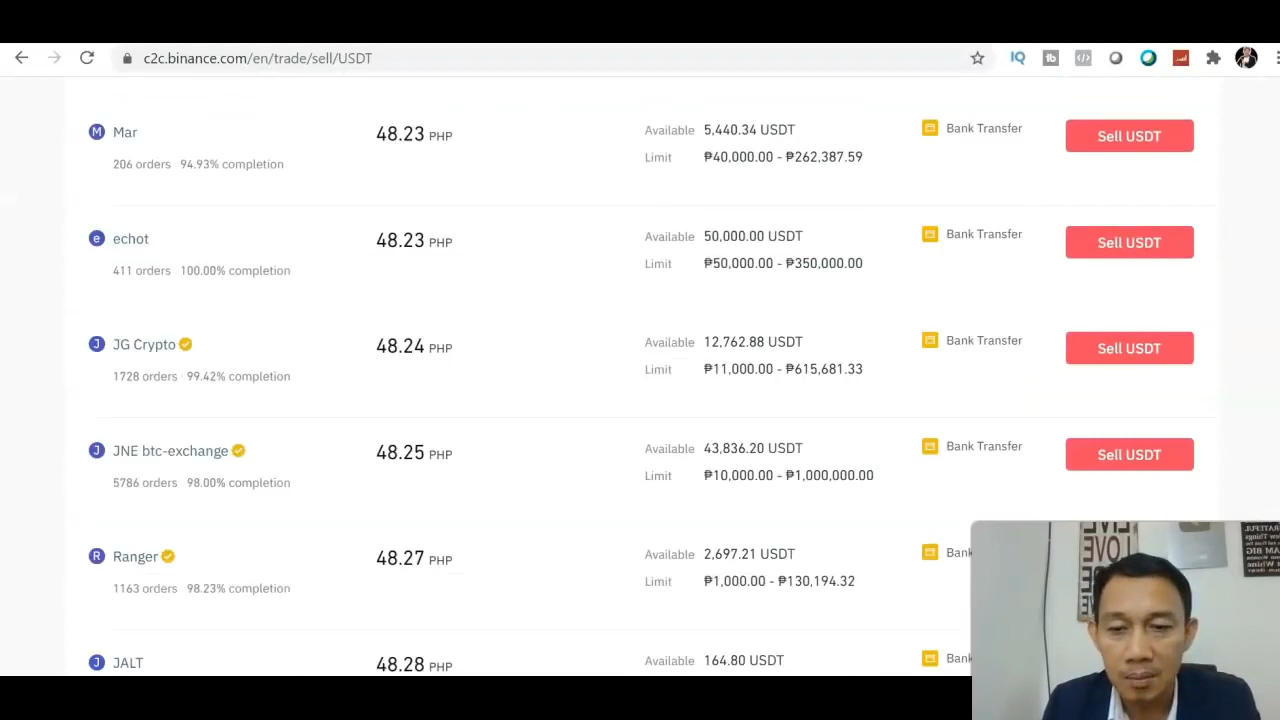 c2c.binance.com/en/trade/sell/USDT
M Mar 48.23 PHP Available 5,440.34 USDT Bank Transfer Sell USDT
206 orders 94.93% completion Limit ₱40,000.00 - ₱262,387.59
e echot 48.23 PHP Available 50,000.00 USDT Bank Transfer Sell USDT
411 orders 100.00% completion Limit ₱50,000.00 - ₱350,000.00
J JG Crypto 48.24 PHP Available 12,762.88 USDT Bank Transfer Sell USDT
1728 orders 99.42% completion Limit ₱11,000.00 - ₱615,681.33
J JNE btc-exchange 48.25 PHP Available 43,836.20 USDT Bank Transfer Sell USDT
5786 orders 98.00% completion Limit ₱10,000.00 - ₱1,000,000.00
R Ranger 48.27 PHP Available 2,697.21 USDT Bank
1163 orders 98.23% completion Limit ₱1,000.00 - ₱130,194.32
J JALT 48.28 PHP Available 164.80 USDT Bank
LIVE
LOVE